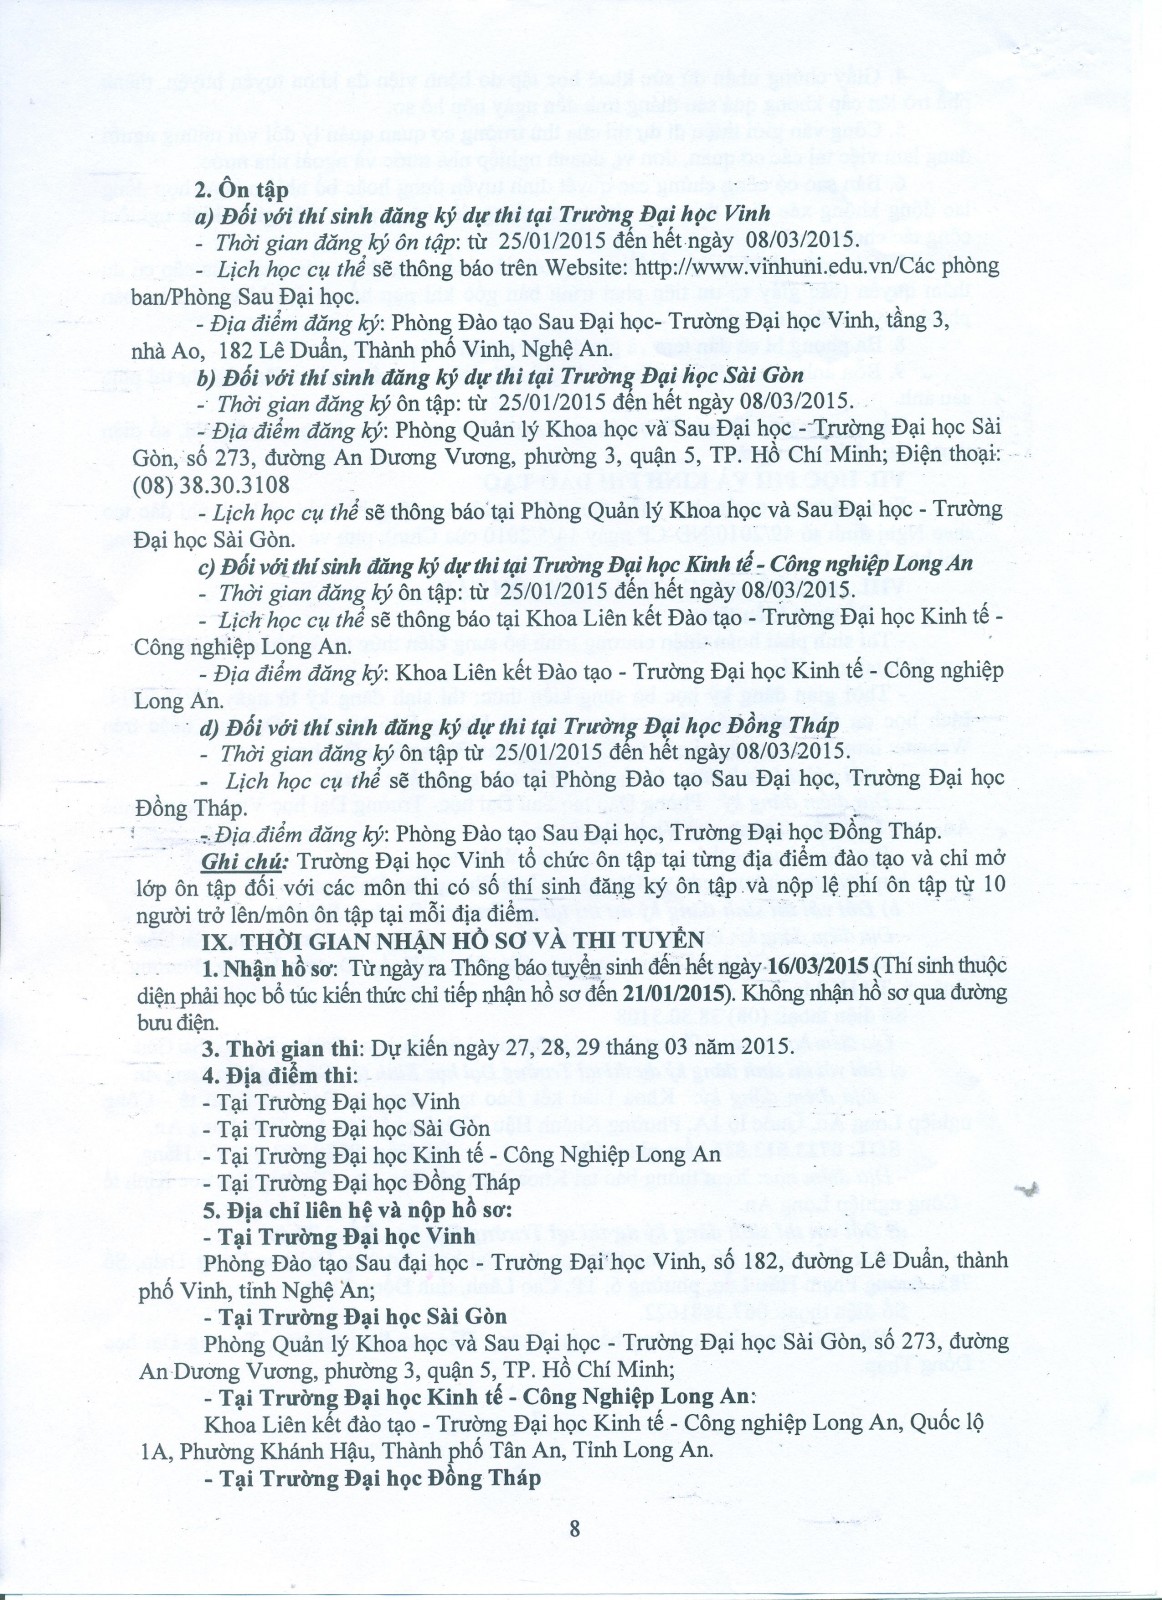 2. Ôn tập
a) Đối với thí sinh đăng ký dự thi tại Trường Đại học Vinh
- Thời gian đăng ký ôn tập: từ 25/01/2015 đến hết ngày 08/03/2015.
- Lịch học cụ thể sẽ thông báo trên Website: http://www.vinhuni.edu.vn/Các phòng
ban/Phòng Sau Đại học.
- Địa điểm đăng ký: Phòng Đào tạo Sau Đại học- Trường Đại học Vinh, tầng 3,
nhà Ao, 182 Lê Duẩn, Thành phố Vinh, Nghệ An.
b) Đối với thí sinh đăng ký dự thi tại Trường Đại học Sài Gòn
- Thời gian đăng ký ôn tập: từ 25/01/2015 đến hết ngày 08/03/2015.
- Địa điểm đăng ký: Phòng Quản lý Khoa học và Sau Đại học - Trường Đại học Sài
Gòn, số 273, đường An Dương Vương, phường 3, quận 5, TP. Hồ Chí Minh; Điện thoại:
(08) 38.30.3108
- Lịch học cụ thể sẽ thông báo tại Phòng Quản lý Khoa học và Sau Đại học - Trường
Đại học Sài Gòn.
c) Đối với thí sinh đăng ký dự thi tại Trường Đại học Kinh tế - Công nghiệp Long An
- Thời gian đăng ký ôn tập: từ 25/01/2015 đến hết ngày 08/03/2015.
- Lịch học cụ thể sẽ thông báo tại Khoa Liên kết Đào tạo - Trường Đại học Kinh tế -
Công nghiệp Long An.
- Địa điểm đăng ký: Khoa Liên kết Đào tạo - Trường Đại học Kinh tế - Công nghiệp
Long An.
d) Đối với thí sinh đăng ký dự thi tại Trường Đại học Đồng Tháp
- Thời gian đăng ký ôn tập từ 25/01/2015 đến hết ngày 08/03/2015.
- Lịch học cụ thể sẽ thông báo tại Phòng Đào tạo Sau Đại học, Trường Đại học
Đồng Tháp.
- Địa điểm đăng ký: Phòng Đào tạo Sau Đại học, Trường Đại học Đồng Tháp.
Ghi chú: Trường Đại học Vinh tổ chức ôn tập tại từng địa điểm đào tạo và chỉ mở
lớp ôn tập đối với các môn thi có số thí sinh đăng ký ôn tập và nộp lệ phí ôn tập từ 10
người trở lên/môn ôn tập tại mỗi địa điểm.
IX. THỜI GIAN NHẬN HỒ SƠ VÀ THI TUYỂN
1. Nhận hồ sơ: Từ ngày ra Thông báo tuyển sinh đến hết ngày 16/03/2015 (Thí sinh thuộc
diện phải học bổ túc kiến thức chỉ tiếp nhận hồ sơ đến 21/01/2015). Không nhận hồ sơ qua đường
bưu điện.
3. Thời gian thi: Dự kiến ngày 27, 28, 29 tháng 03 năm 2015.
4. Địa điểm thi:
- Tại Trường Đại học Vinh
- Tại Trường Đại học Sài Gòn
- Tại Trường Đại học Kinh tế - Công Nghiệp Long An
- Tại Trường Đại học Đồng Tháp
5. Địa chỉ liên hệ và nộp hồ sơ:
- Tại Trường Đại học Vinh
Phòng Đào tạo Sau đại học - Trường Đại học Vinh, số 182, đường Lê Duẩn, thành
phố Vinh, tỉnh Nghệ An;
- Tại Trường Đại học Sài Gòn
Phòng Quản lý Khoa học và Sau Đại học - Trường Đại học Sài Gòn, số 273, đường
An Dương Vương, phường 3, quận 5, TP. Hồ Chí Minh;
- Tại Trường Đại học Kinh tế - Công Nghiệp Long An:
Khoa Liên kết đào tạo - Trường Đại học Kinh tế - Công nghiệp Long An, Quốc lộ
1A, Phường Khánh Hậu, Thành phố Tân An, Tỉnh Long An.
- Tại Trường Đại học Đồng Tháp
8